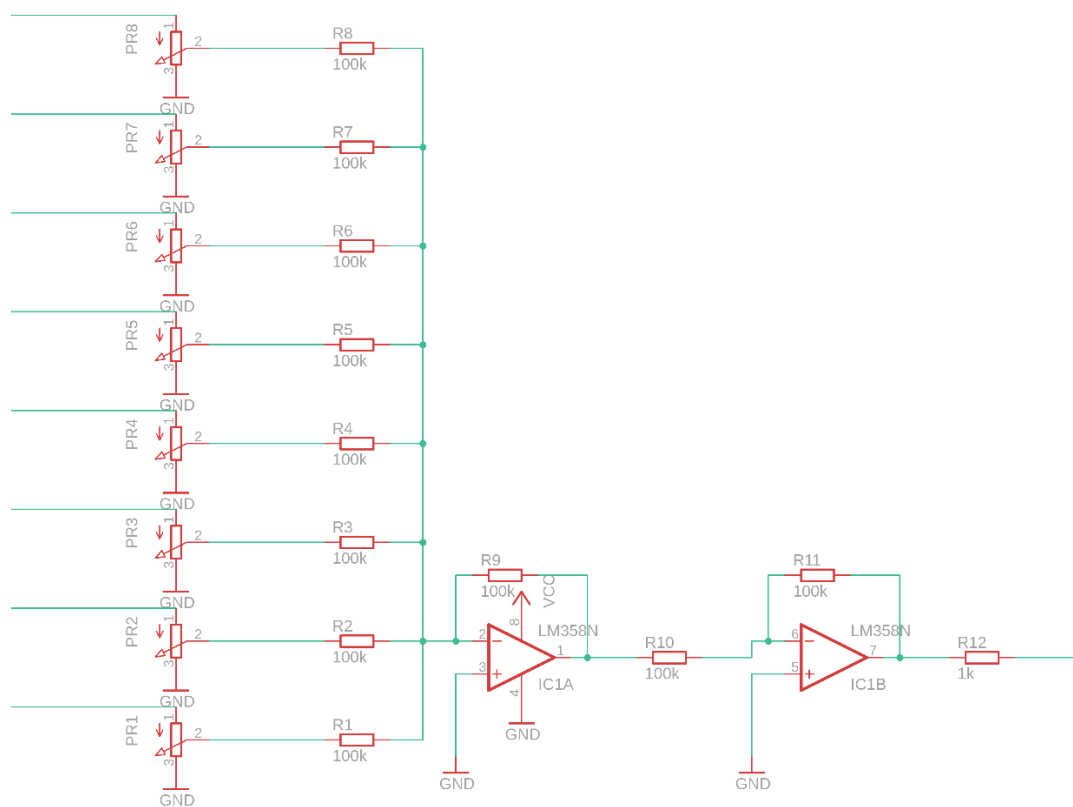 PR8
1
2
3
GND
R8
100k
PR7
1
2
3
GND
R7
100k
PR6
1
2
3
GND
R6
100k
PR5
1
2
3
GND
R5
100k
PR4
1
2
3
GND
R4
100k
PR3
1
2
3
GND
R3
100k
PR2
1
2
3
GND
R2
100k
PR1
1
2
3
GND
R1
100k
R9
100k
VCC
8
LM358N
2
3
1
4
IC1A
GND
GND
R10
100k
R11
100k
LM358N
6
5
7
IC1B
GND
R12
1k